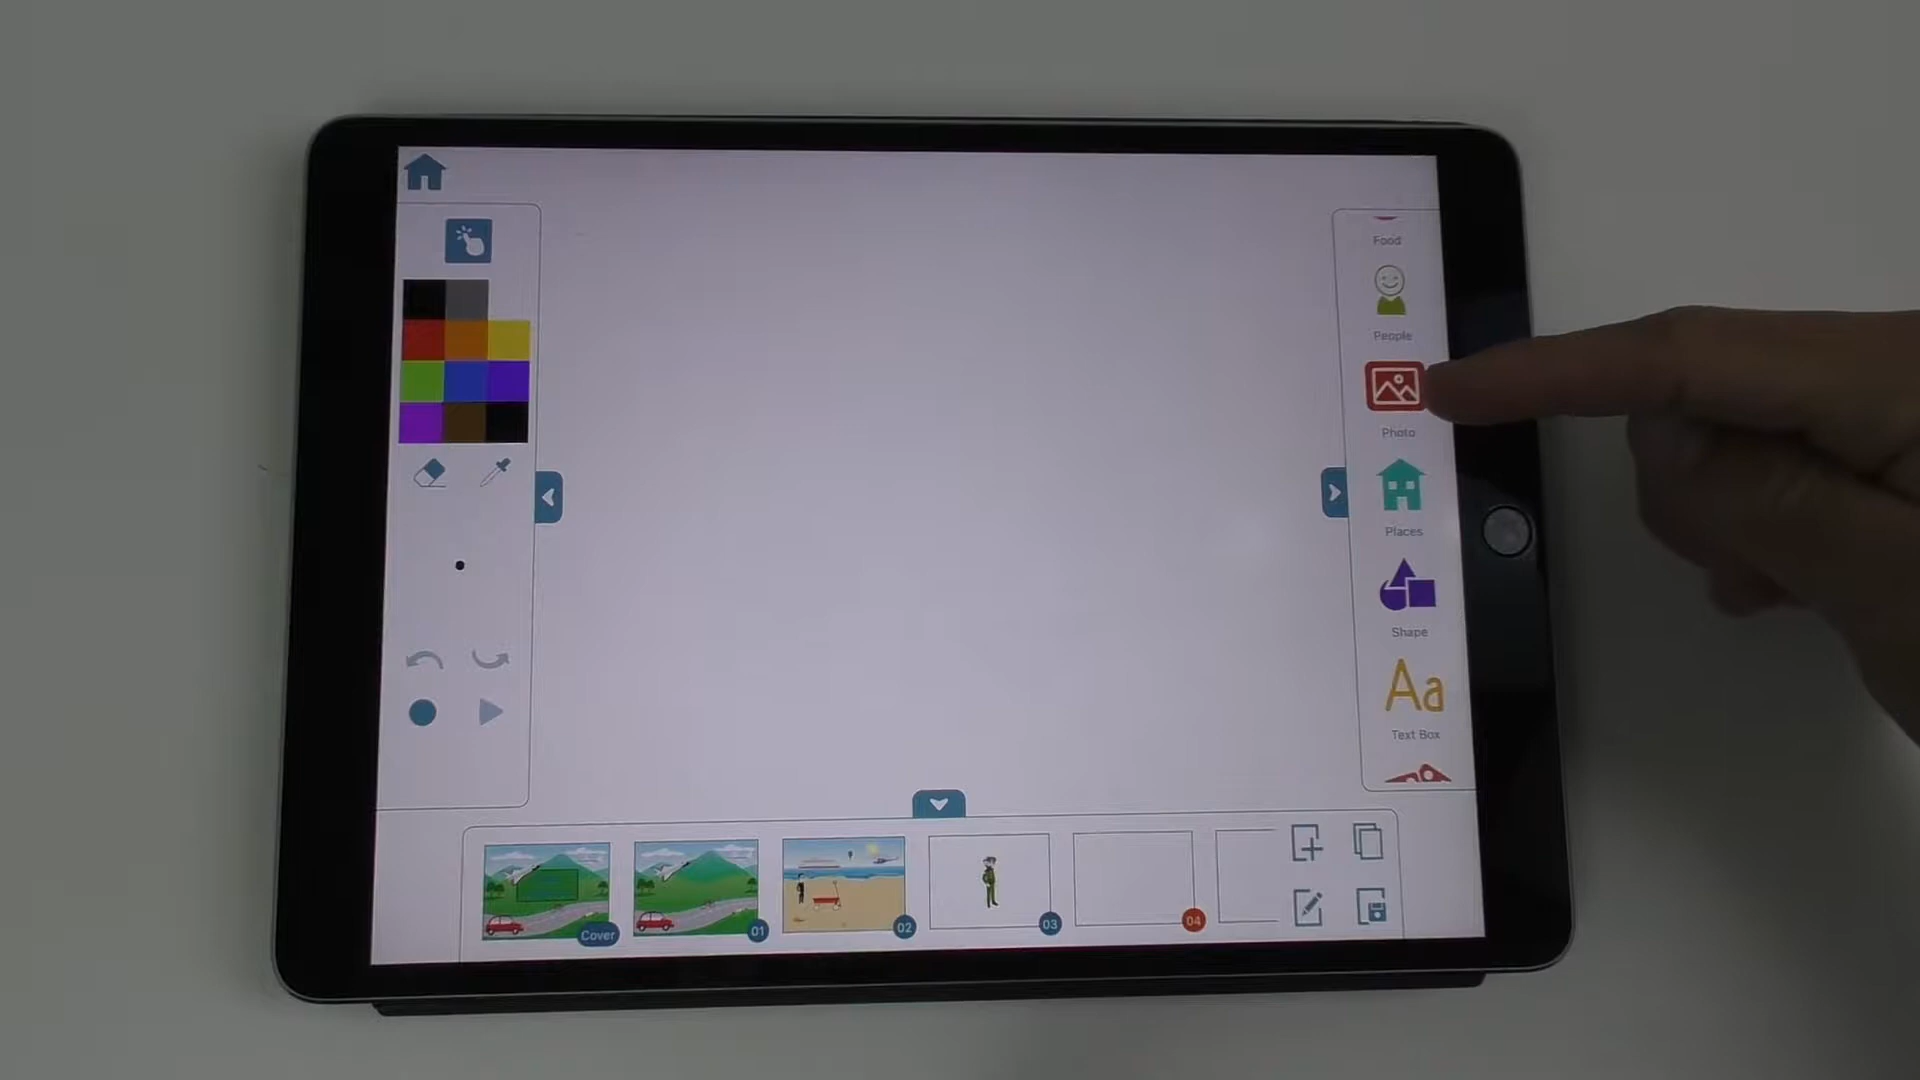 Food
People
Photo
Places
Shape
Aa
Text Box
Cover
01
02
03
04